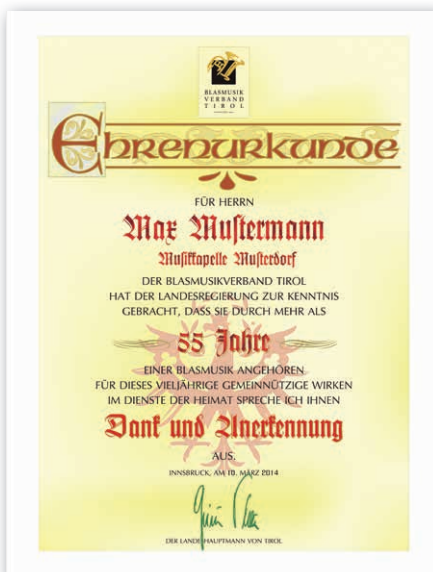 BLASMUSIK
VERBAND
TIROL
Ehrenurkunde
FÜR HERRN
Max Mustermann
Musikkapelle Musterdorf
DER BLASMUSIKVERBAND TIROL
HAT DER LANDESREGIERUNG ZUR KENNTNIS
GEBRACHT, DASS SIE DURCH MEHR ALS
55 Jahre
EINER BLASMUSIK ANGEHÖREN
FÜR DIESES VIELJÄHRIGE GEMEINNÜTZIGE WIRKEN
IM DIENSTE DER HEIMAT SPRECHE ICH IHNEN
Dank und Anerkennung
AUS.
INNSBRUCK, AM 10. MÄRZ 2014
DER LANDESHAUPTMANN VON TIROL